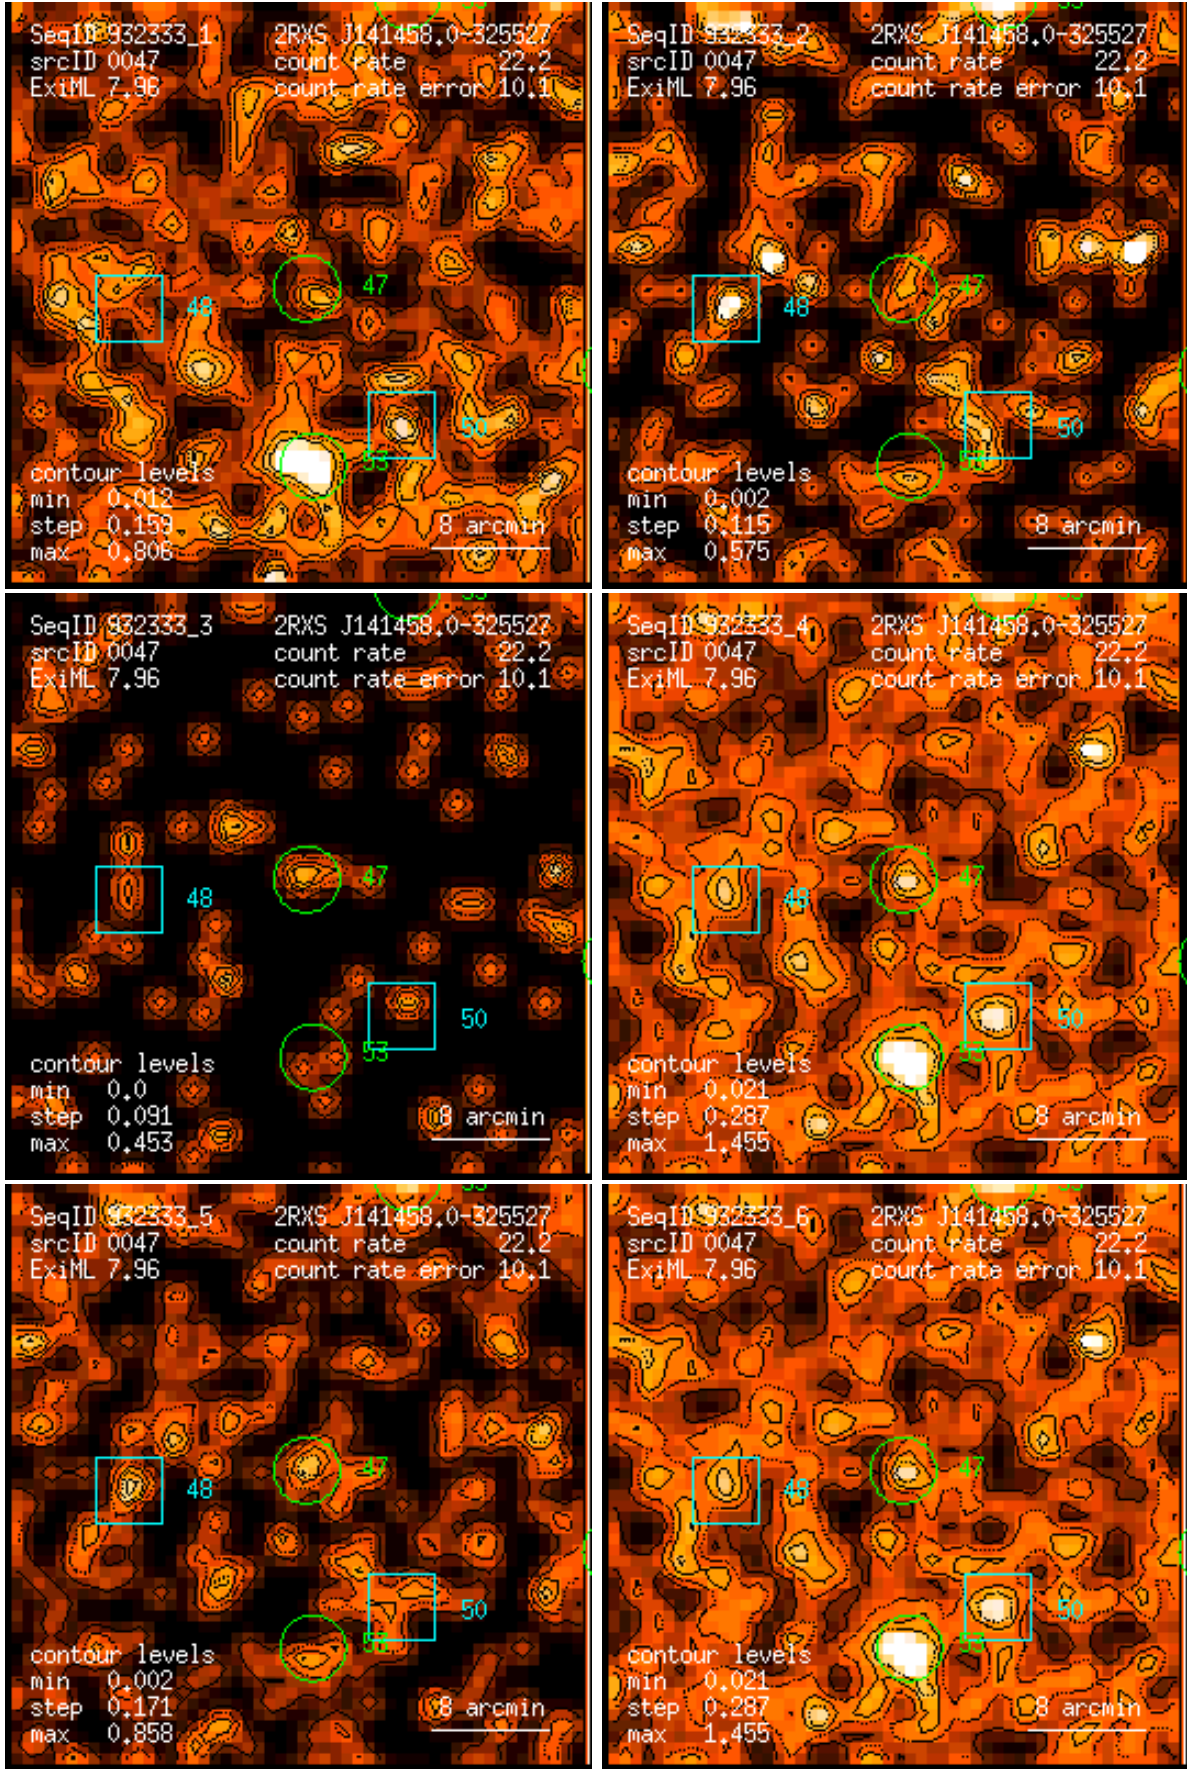 SeqID 932333_1 2RXS J141458.0-325527
srcID 0047 count rate 22.2
ExiML 7.96 count rate error 10.1
47
48
50
53
contour levels
min 0.012
step 0.159
max 0.806
8 arcmin
SeqID 932333_2 2RXS J141458.0-325527
srcID 0047 count rate 22.2
ExiML 7.96 count rate error 10.1
47
48
50
contour levels
min 0.002
step 0.115
max 0.575
8 arcmin
SeqID 932333_3 2RXS J141458.0-325527
srcID 0047 count rate 22.2
ExiML 7.96 count rate error 10.1
47
48
50
53
contour levels
min 0.0
step 0.091
max 0.453
8 arcmin
SeqID 932333_4 2RXS J141458.0-325527
srcID 0047 count rate 22.2
ExiML 7.96 count rate error 10.1
47
48
50
contour levels
min 0.021
step 0.287
max 1.455
8 arcmin
SeqID 932333_5 2RXS J141458.0-325527
srcID 0047 count rate 22.2
ExiML 7.96 count rate error 10.1
47
48
50
contour levels
min 0.002
step 0.171
max 0.858
8 arcmin
SeqID 932333_6 2RXS J141458.0-325527
srcID 0047 count rate 22.2
ExiML 7.96 count rate error 10.1
47
48
50
contour levels
min 0.021
step 0.287
max 1.455
8 arcmin